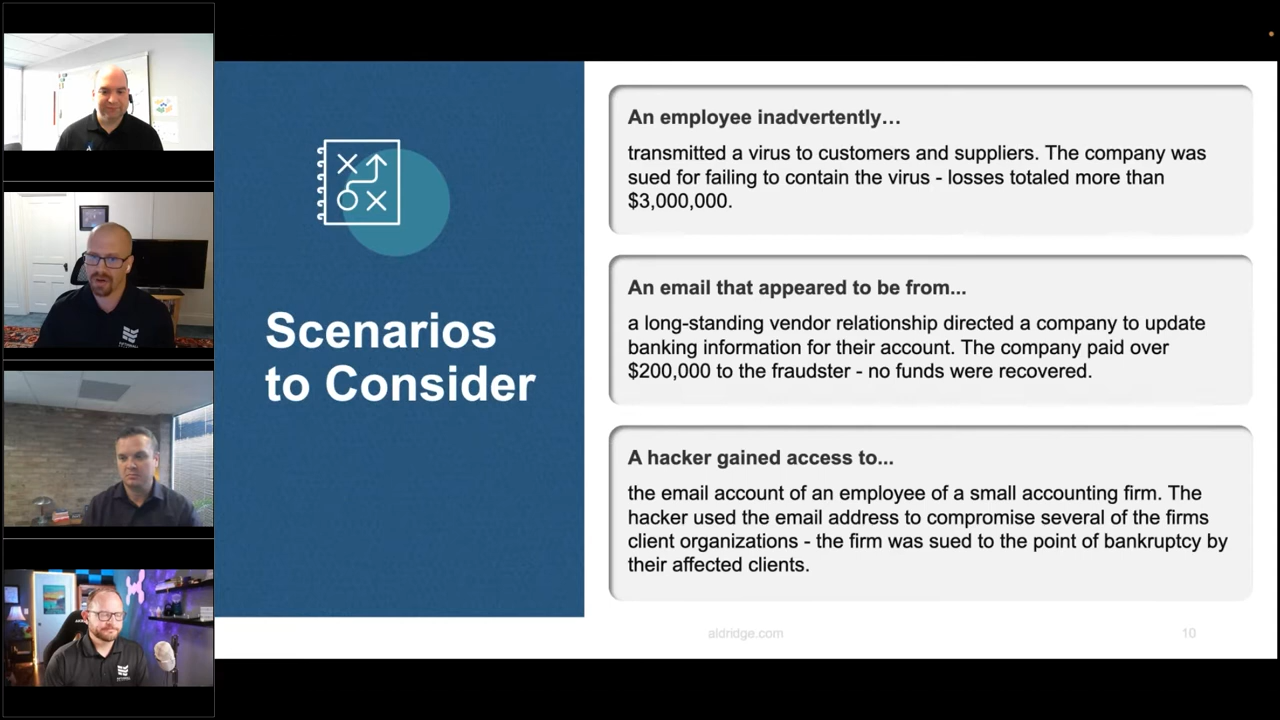 Scenarios
to Consider
An employee inadvertently…
transmitted a virus to customers and suppliers. The company was
sued for failing to contain the virus - losses totaled more than
$3,000,000.
An email that appeared to be from...
a long-standing vendor relationship directed a company to update
banking information for their account. The company paid over
$200,000 to the fraudster - no funds were recovered.
A hacker gained access to...
the email account of an employee of a small accounting firm. The
hacker used the email address to compromise several of the firms
client organizations - the firm was sued to the point of bankruptcy by
their affected clients.
aldridge.com
10